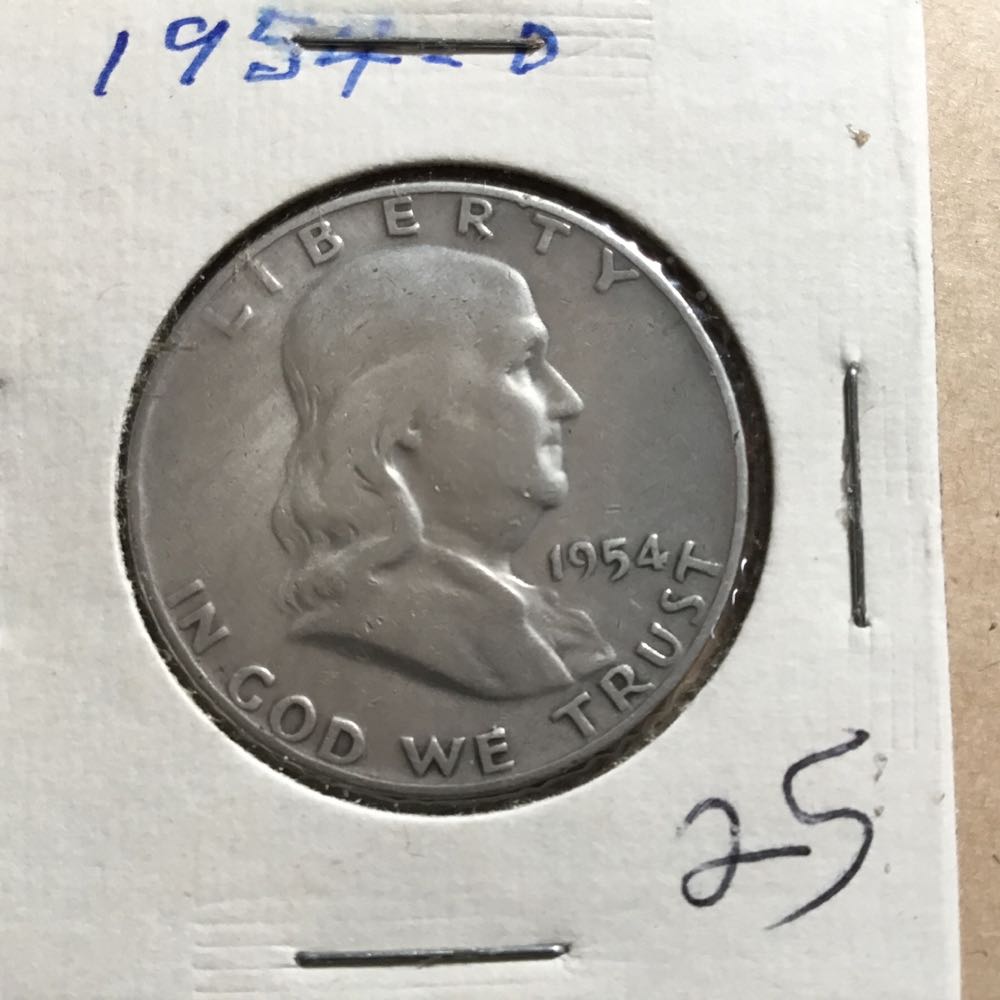 1954-D
LIBERTY
1954
IN GOD WE TRUST
25